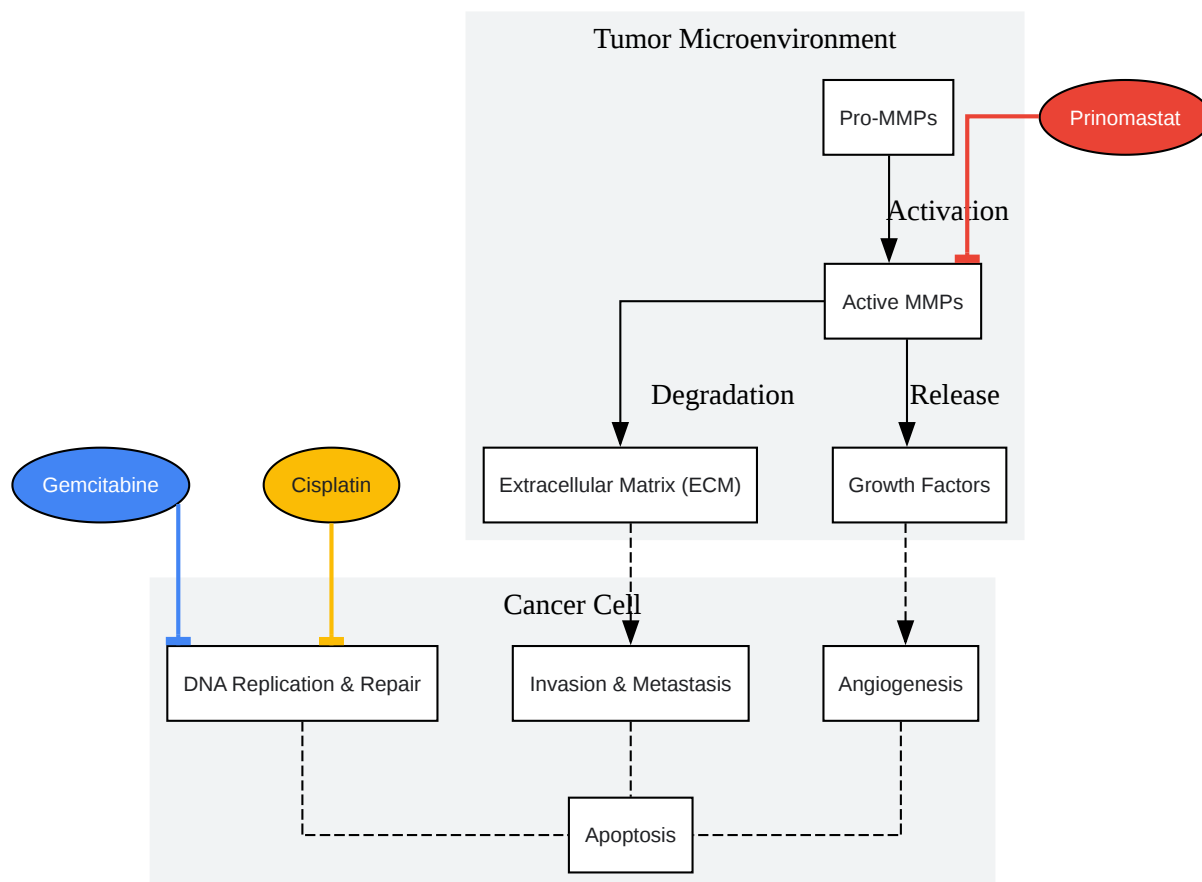 Tumor Microenvironment
Pro-MMPs
Prinomastat
Activation
Active MMPs
Degradation
Release
Gemcitabine
Cisplatin
Extracellular Matrix (ECM)
Growth Factors
Cancer Cell
DNA Replication & Repair
Invasion & Metastasis
Angiogenesis
Apoptosis